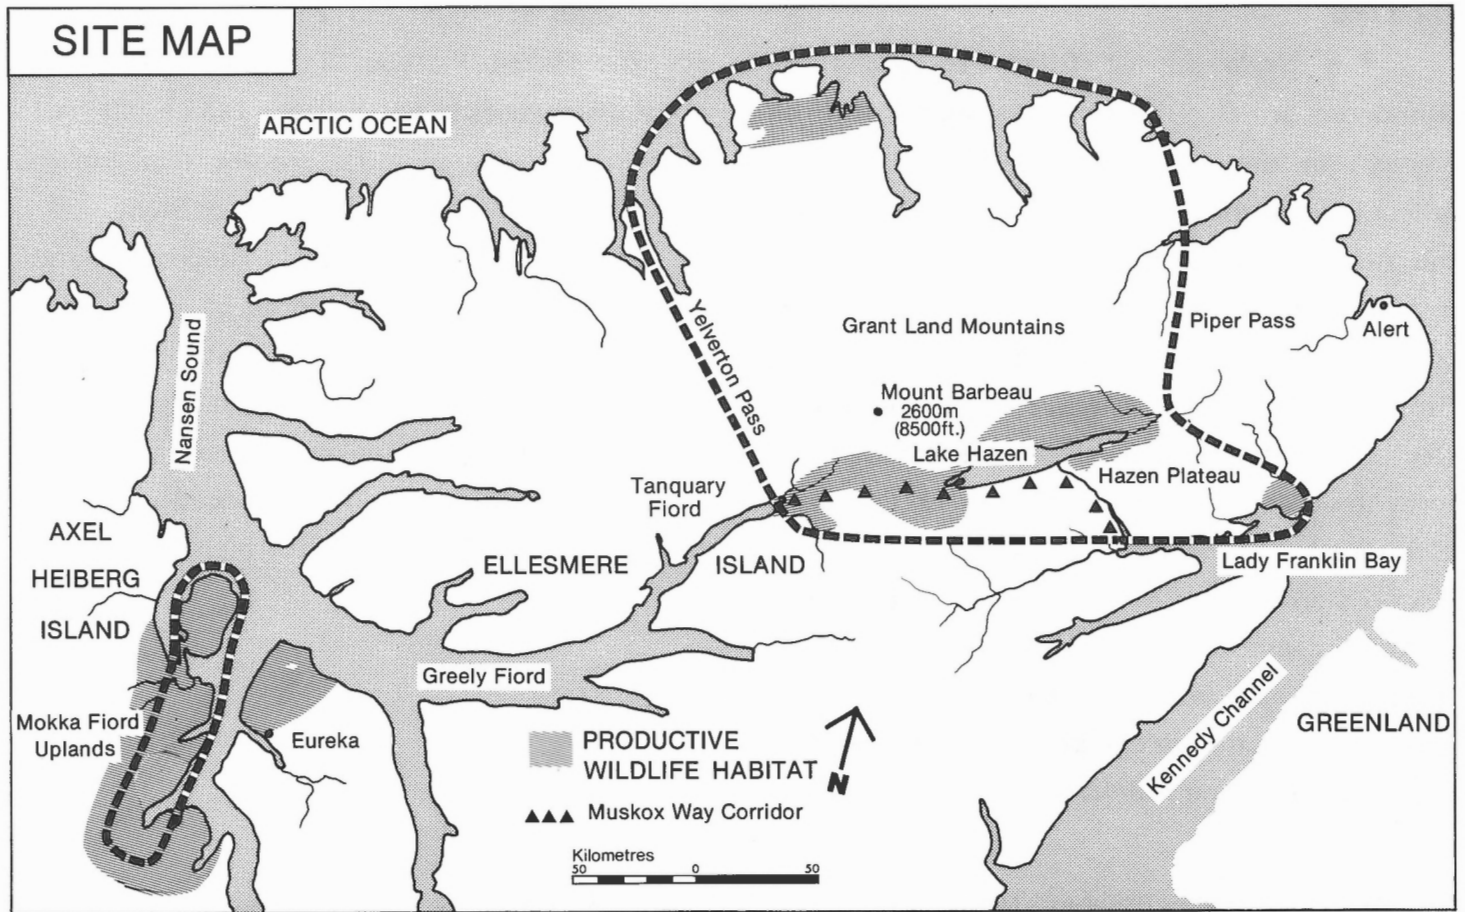 SITE MAP
ARCTIC OCEAN
Nansen Sound
Yelverton Pass
Grant Land Mountains
Piper Pass
Alert
Mount Barbeau
2600m
(8500ft.)
Lake Hazen
Hazen Plateau
Tanquary
Fiord
AXEL
HEIBERG
ISLAND
ELLESMERE
ISLAND
Lady Franklin Bay
Greely Fiord
Mokka Fiord
Uplands
Eureka
Kennedy Channel
GREENLAND
PRODUCTIVE
WILDLIFE HABITAT
N
Muskox Way Corridor
Kilometres
50 0 50